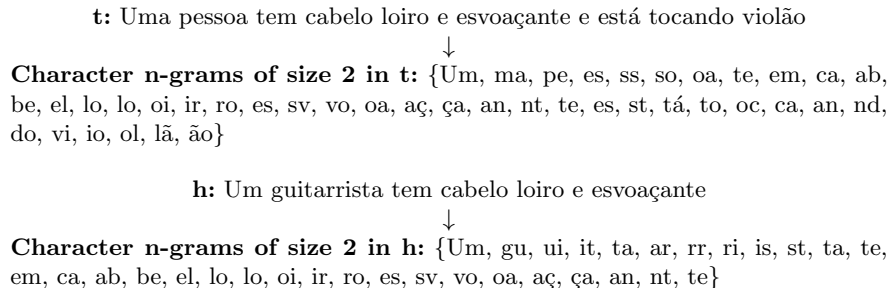 t: Uma pessoa tem cabelo loiro e esvoaçante e está tocando violão
↓
Character n-grams of size 2 in t: {Um, ma, pe, es, ss, so, oa, te, em, ca, ab,
be, el, lo, lo, oi, ir, ro, es, sv, vo, oa, aç, ça, an, nt, te, es, st, tá, to, oc, ca, an, nd,
do, vi, io, ol, lã, ão}
h: Um guitarrista tem cabelo loiro e esvoaçante
↓
Character n-grams of size 2 in h: {Um, gu, ui, it, ta, ar, rr, ri, is, st, ta, te,
em, ca, ab, be, el, lo, lo, oi, ir, ro, es, sv, vo, oa, aç, ça, an, nt, te}